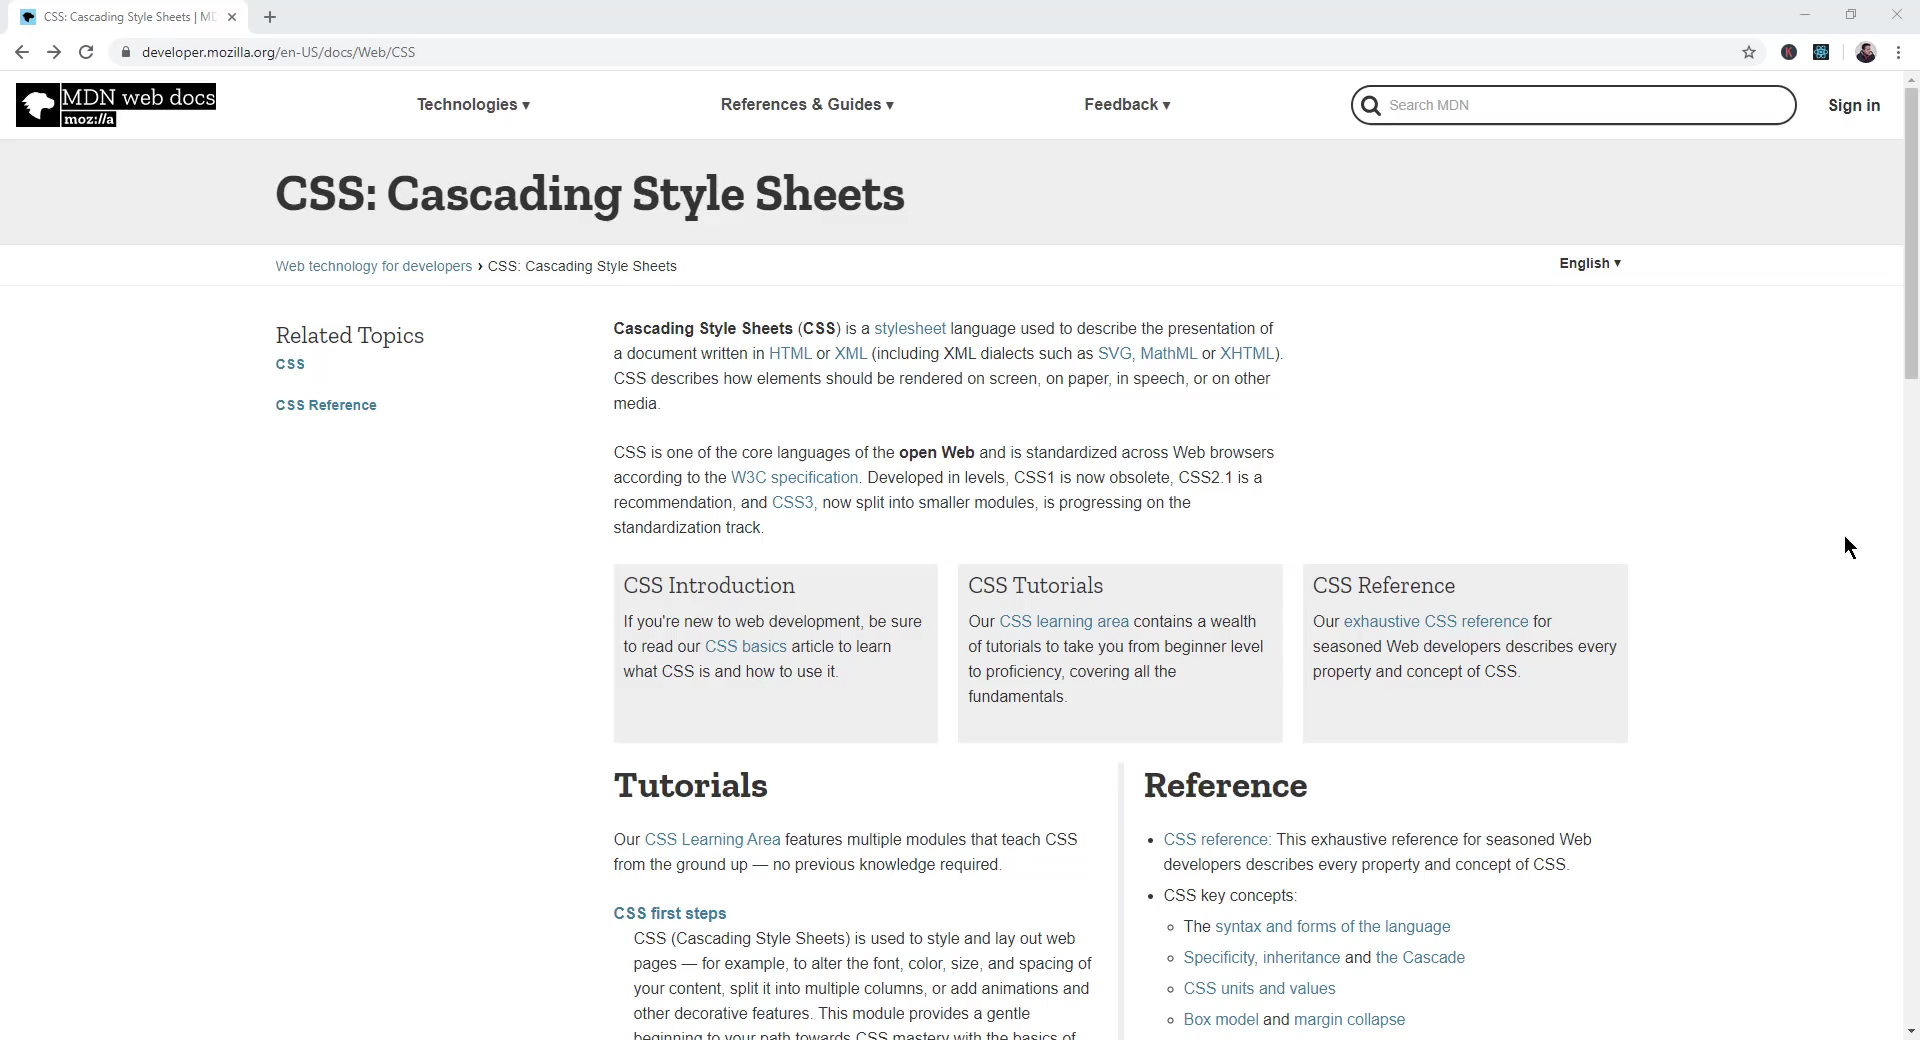 CSS: Cascading Style Sheets | MD
developer.mozilla.org/en-US/docs/Web/CSS
K
MDN web docs
moz://a
Technologies ▾
References & Guides ▾
Feedback ▾
Search MDN
Sign in
CSS: Cascading Style Sheets
Web technology for developers › CSS: Cascading Style Sheets
English ▾
Related Topics
CSS
CSS Reference
Cascading Style Sheets (CSS) is a stylesheet language used to describe the presentation of
a document written in HTML or XML (including XML dialects such as SVG, MathML or XHTML).
CSS describes how elements should be rendered on screen, on paper, in speech, or on other
media.
CSS is one of the core languages of the open Web and is standardized across Web browsers
according to the W3C specification. Developed in levels, CSS1 is now obsolete, CSS2.1 is a
recommendation, and CSS3, now split into smaller modules, is progressing on the
standardization track.
CSS Introduction
If you're new to web development, be sure
to read our CSS basics article to learn
what CSS is and how to use it.
CSS Tutorials
Our CSS learning area contains a wealth
of tutorials to take you from beginner level
to proficiency, covering all the
fundamentals.
CSS Reference
Our exhaustive CSS reference for
seasoned Web developers describes every
property and concept of CSS.
Tutorials
Our CSS Learning Area features multiple modules that teach CSS
from the ground up — no previous knowledge required.
CSS first steps
CSS (Cascading Style Sheets) is used to style and lay out web
pages — for example, to alter the font, color, size, and spacing of
your content, split it into multiple columns, or add animations and
other decorative features. This module provides a gentle
beginning to your path towards CSS mastery with the basics of
Reference
• CSS reference: This exhaustive reference for seasoned Web
developers describes every property and concept of CSS.
• CSS key concepts:
◦ The syntax and forms of the language
◦ Specificity, inheritance and the Cascade
◦ CSS units and values
◦ Box model and margin collapse